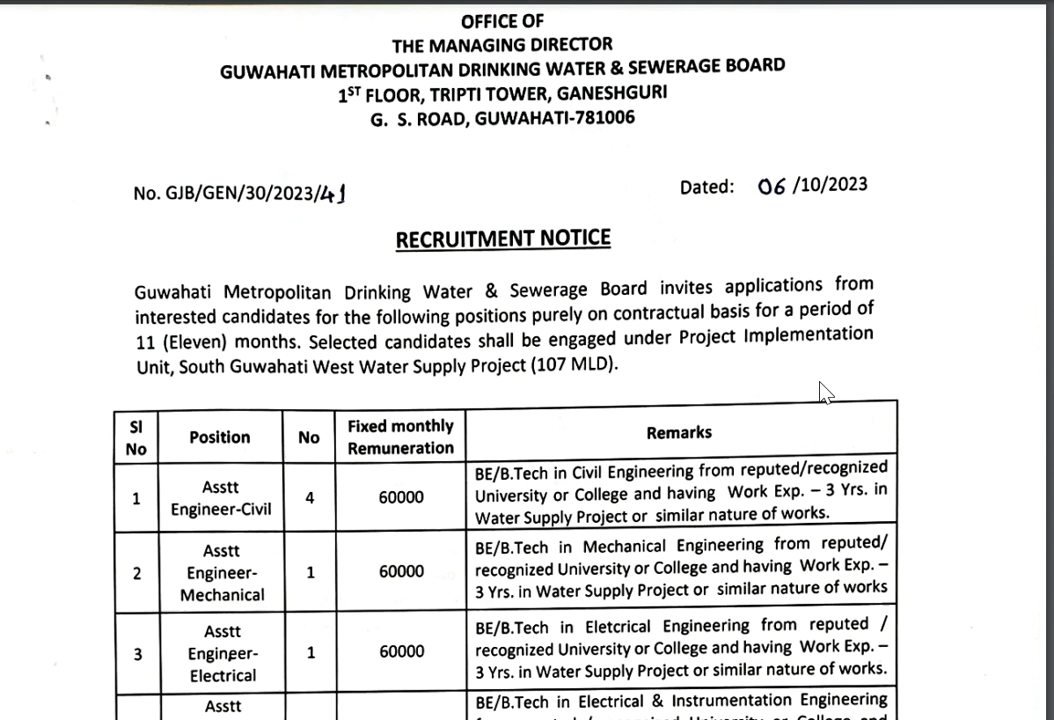 OFFICE OF
THE MANAGING DIRECTOR
GUWAHATI METROPOLITAN DRINKING WATER & SEWERAGE BOARD
1ST FLOOR, TRIPTI TOWER, GANESHGURI
G. S. ROAD, GUWAHATI-781006
No. GJB/GEN/30/2023/41
Dated: 06/10/2023
RECRUITMENT NOTICE
Guwahati Metropolitan Drinking Water & Sewerage Board invites applications from
interested candidates for the following positions purely on contractual basis for a period of
11 (Eleven) months. Selected candidates shall be engaged under Project Implementation
Unit, South Guwahati West Water Supply Project (107 MLD).
Sl No Position No Fixed monthly Remuneration Remarks
1 Asstt Engineer-Civil 4 60000 BE/B.Tech in Civil Engineering from reputed/recognized
University or College and having Work Exp. – 3 Yrs. in
Water Supply Project or similar nature of works.
2 Asstt Engineer-Mechanical 1 60000 BE/B.Tech in Mechanical Engineering from reputed/
recognized University or College and having Work Exp. –
3 Yrs. in Water Supply Project or similar nature of works
3 Asstt Engineer-Electrical 1 60000 BE/B.Tech in Eletcrical Engineering from reputed /
recognized University or College and having Work Exp. –
3 Yrs. in Water Supply Project or similar nature of works.
Asstt BE/B.Tech in Electrical & Instrumentation Engineering